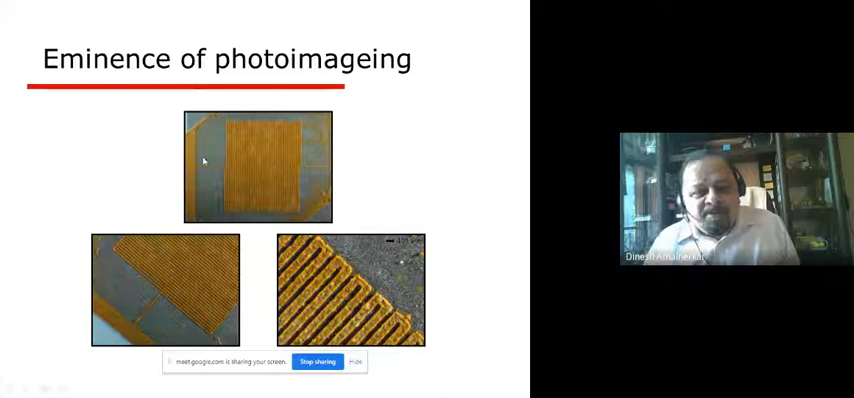 Eminence of photoimageing
meet.google.com is sharing your screen.
Stop sharing
Hide
Dinesh Amalnerkar